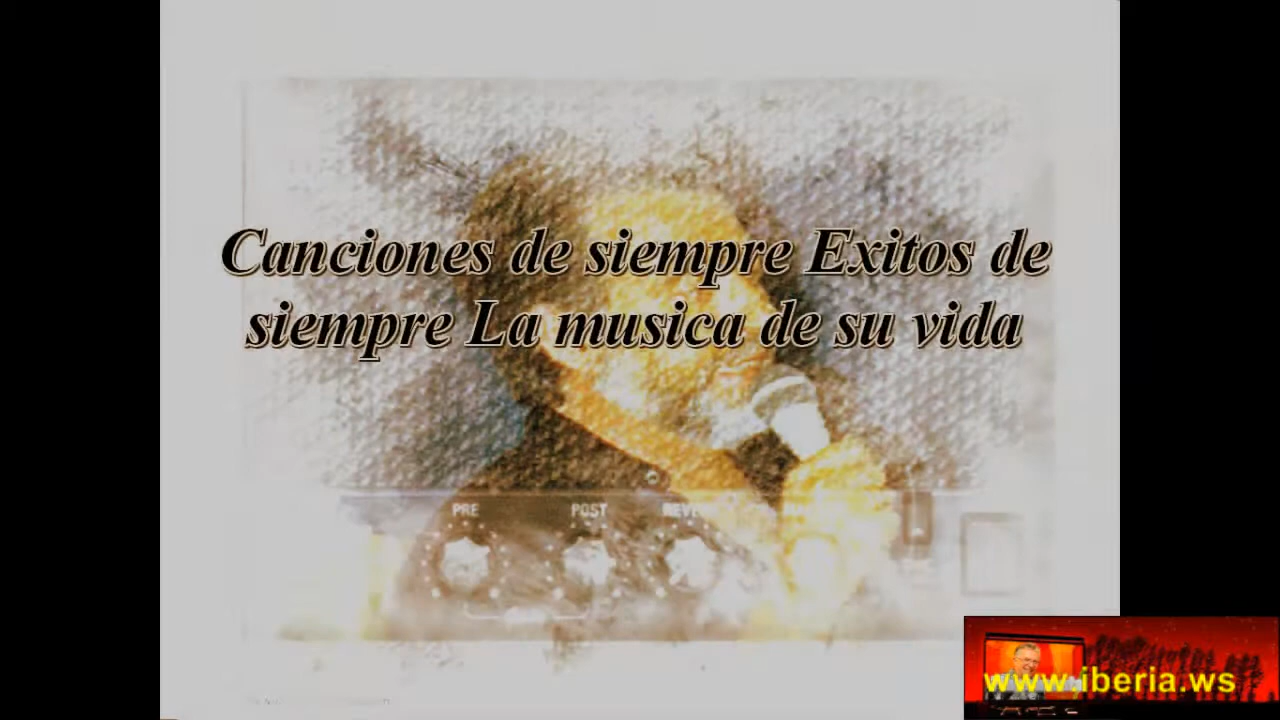 Canciones de siempre Exitos de
siempre La musica de su vida
PRE POST
www.iberia.ws